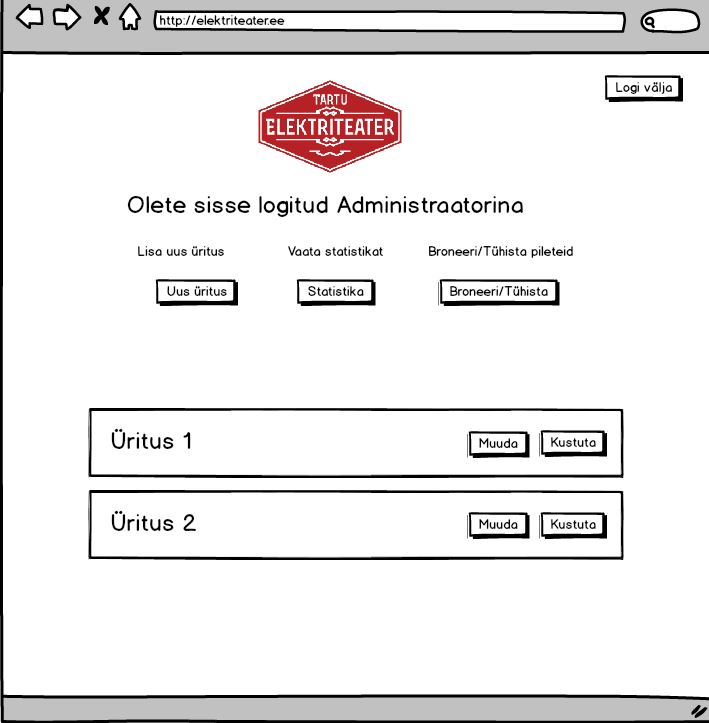 http://elektriteater.ee
Logi välja
TARTU
ELEKTRITEATER
Olete sisse logitud Administraatorina
Lisa uus üritus Vaata statistikat Broneeri/Tühista pileteid
Uus üritus Statistika Broneeri/Tühista
Üritus 1 Muuda Kustuta
Üritus 2 Muuda Kustuta